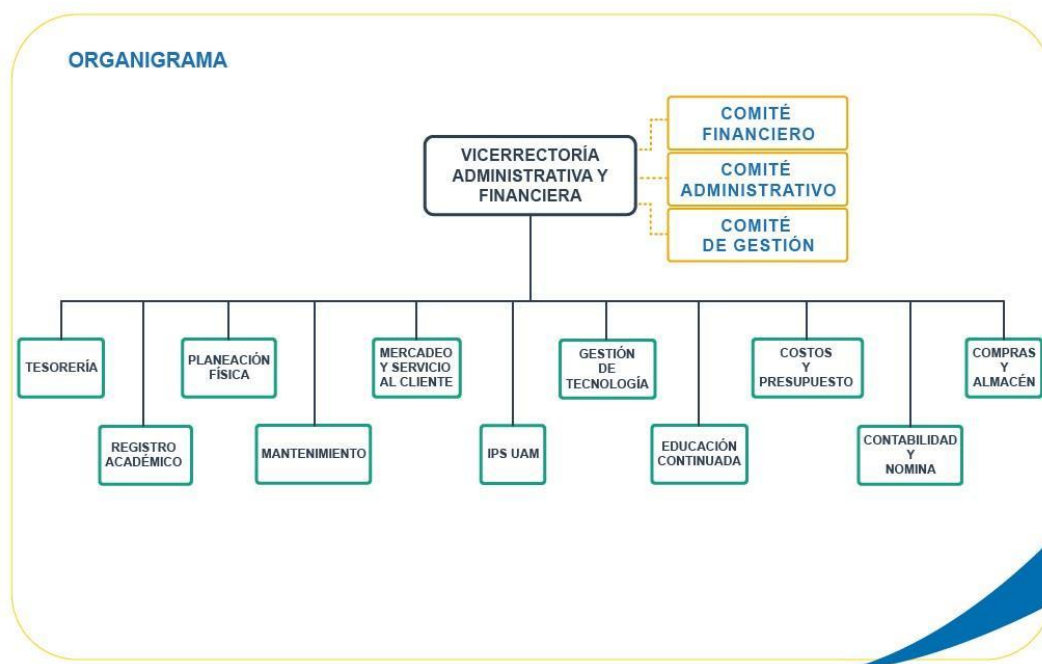 ORGANIGRAMA
COMITÉ
FINANCIERO
VICERRECTORÍA
ADMINISTRATIVA Y
FINANCIERA
COMITÉ
ADMINISTRATIVO
COMITÉ
DE GESTIÓN
TESORERÍA
PLANEACIÓN
FÍSICA
MERCADEO
Y SERVICIO
AL CLIENTE
GESTIÓN
DE
TECNOLOGÍA
COSTOS
Y
PRESUPUESTO
COMPRAS
Y
ALMACÉN
REGISTRO
ACADÉMICO
MANTENIMIENTO
IPS UAM
EDUCACIÓN
CONTINUADA
CONTABILIDAD
Y
NOMINA